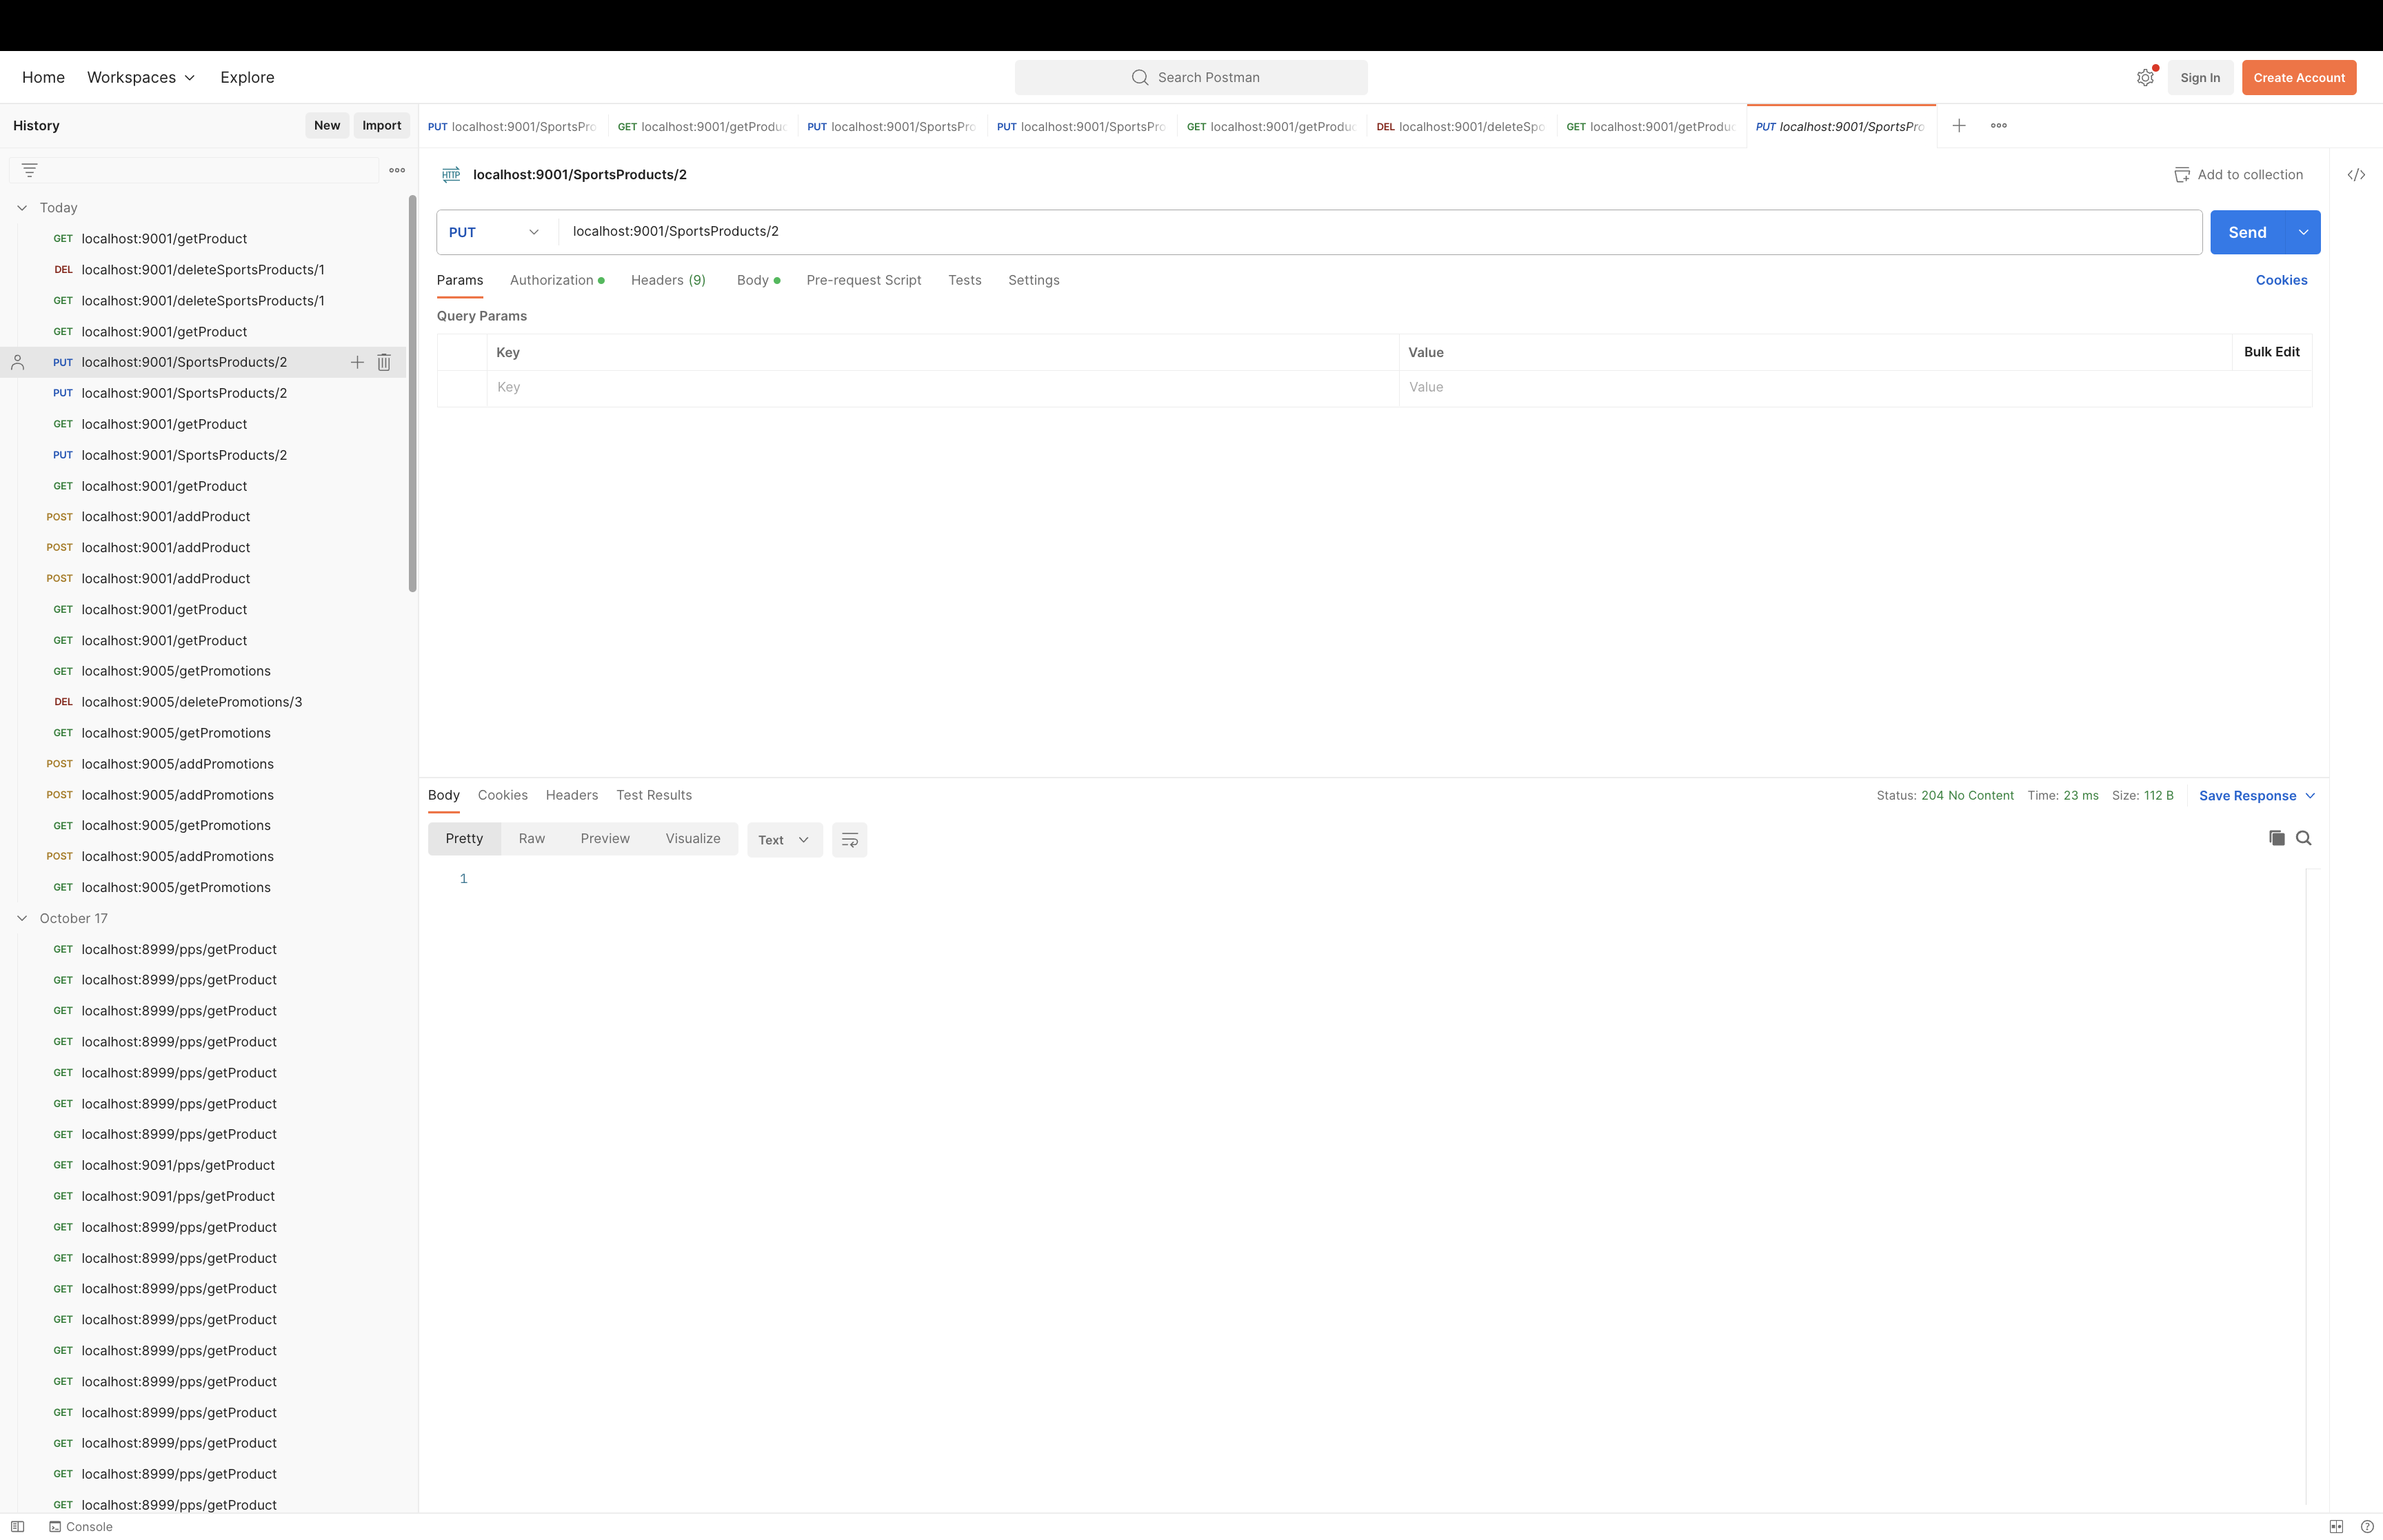 Home Workspaces Explore Search Postman Sign In Create Account
History New Import
PUT localhost:9001/SportsPro GET localhost:9001/getProduc PUT localhost:9001/SportsPro PUT localhost:9001/SportsPro GET localhost:9001/getProduc DEL localhost:9001/deleteSpo GET localhost:9001/getProduc PUT localhost:9001/SportsPro
Today
GET localhost:9001/getProduct
DEL localhost:9001/deleteSportsProducts/1
GET localhost:9001/deleteSportsProducts/1
GET localhost:9001/getProduct
PUT localhost:9001/SportsProducts/2
PUT localhost:9001/SportsProducts/2
GET localhost:9001/getProduct
PUT localhost:9001/SportsProducts/2
GET localhost:9001/getProduct
POST localhost:9001/addProduct
POST localhost:9001/addProduct
POST localhost:9001/addProduct
GET localhost:9001/getProduct
GET localhost:9001/getProduct
GET localhost:9005/getPromotions
DEL localhost:9005/deletePromotions/3
GET localhost:9005/getPromotions
POST localhost:9005/addPromotions
POST localhost:9005/addPromotions
GET localhost:9005/getPromotions
POST localhost:9005/addPromotions
GET localhost:9005/getPromotions
October 17
GET localhost:8999/pps/getProduct
GET localhost:8999/pps/getProduct
GET localhost:8999/pps/getProduct
GET localhost:8999/pps/getProduct
GET localhost:8999/pps/getProduct
GET localhost:8999/pps/getProduct
GET localhost:8999/pps/getProduct
GET localhost:9091/pps/getProduct
GET localhost:9091/pps/getProduct
GET localhost:8999/pps/getProduct
GET localhost:8999/pps/getProduct
GET localhost:8999/pps/getProduct
GET localhost:8999/pps/getProduct
GET localhost:8999/pps/getProduct
GET localhost:8999/pps/getProduct
GET localhost:8999/pps/getProduct
GET localhost:8999/pps/getProduct
GET localhost:8999/pps/getProduct
GET localhost:8999/pps/getProduct
HTTP localhost:9001/SportsProducts/2 Add to collection </>
PUT localhost:9001/SportsProducts/2 Send
Params Authorization Headers (9) Body Pre-request Script Tests Settings Cookies
Query Params
Key Value Bulk Edit
Key Value
Body Cookies Headers Test Results Status: 204 No Content Time: 23 ms Size: 112 B Save Response
Pretty Raw Preview Visualize Text
1
Console